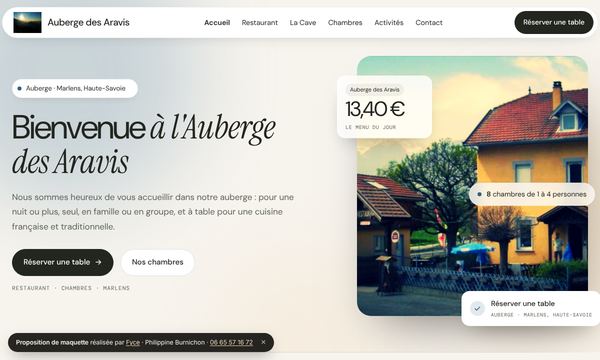 Auberge des Aravis
Accueil Restaurant La Cave Chambres Activités Contact
Réserver une table
Auberge · Marlens, Haute-Savoie
Bienvenue à l'Auberge
des Aravis
Nous sommes heureux de vous accueillir dans notre auberge : pour une
nuit ou plus, seul, en famille ou en groupe, et à table pour une cuisine
française et traditionnelle.
Réserver une table →
Nos chambres
RESTAURANT · CHAMBRES · MARLENS
Auberge des Aravis
13,40 €
LE MENU DU JOUR
8 chambres de 1 à 4 personnes
Réserver une table
AUBERGE · MARLENS, HAUTE-SAVOIE
Proposition de maquette réalisée par Fyce · Philippine Burnichon · 06 65 57 16 72 ×